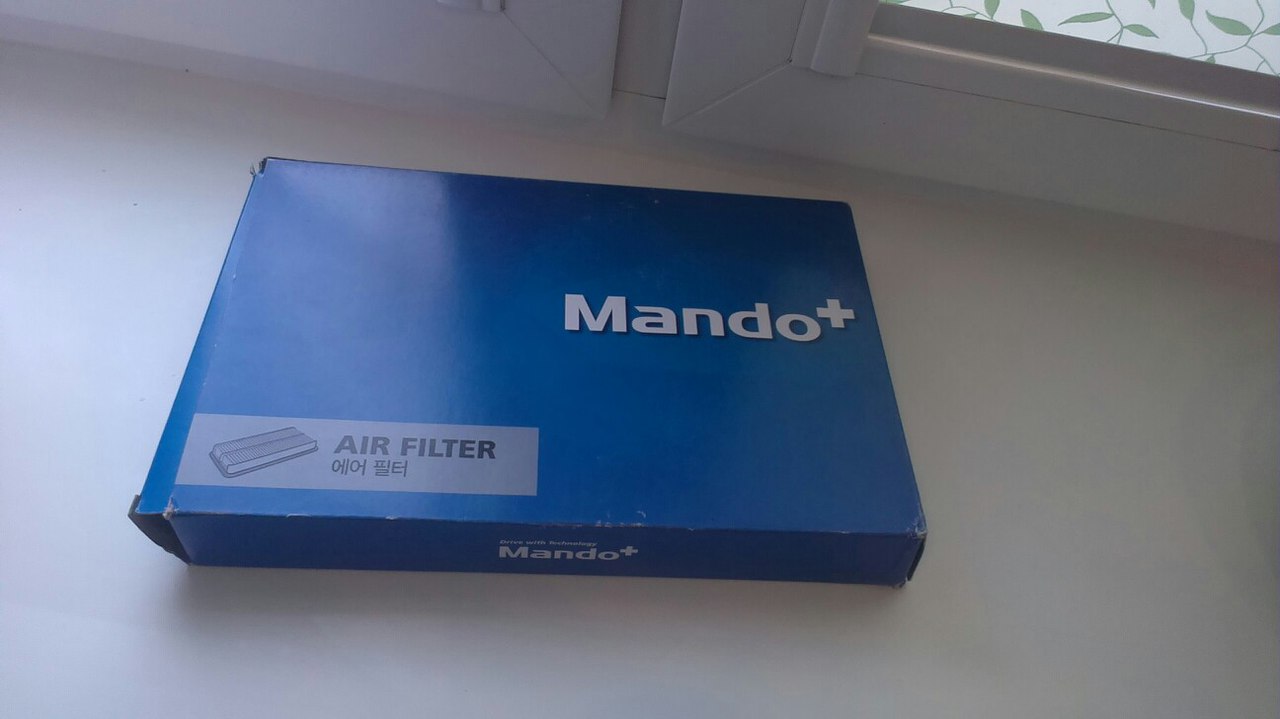 Mando+
AIR FILTER
에어 필터
Drive with Technology
Mando+